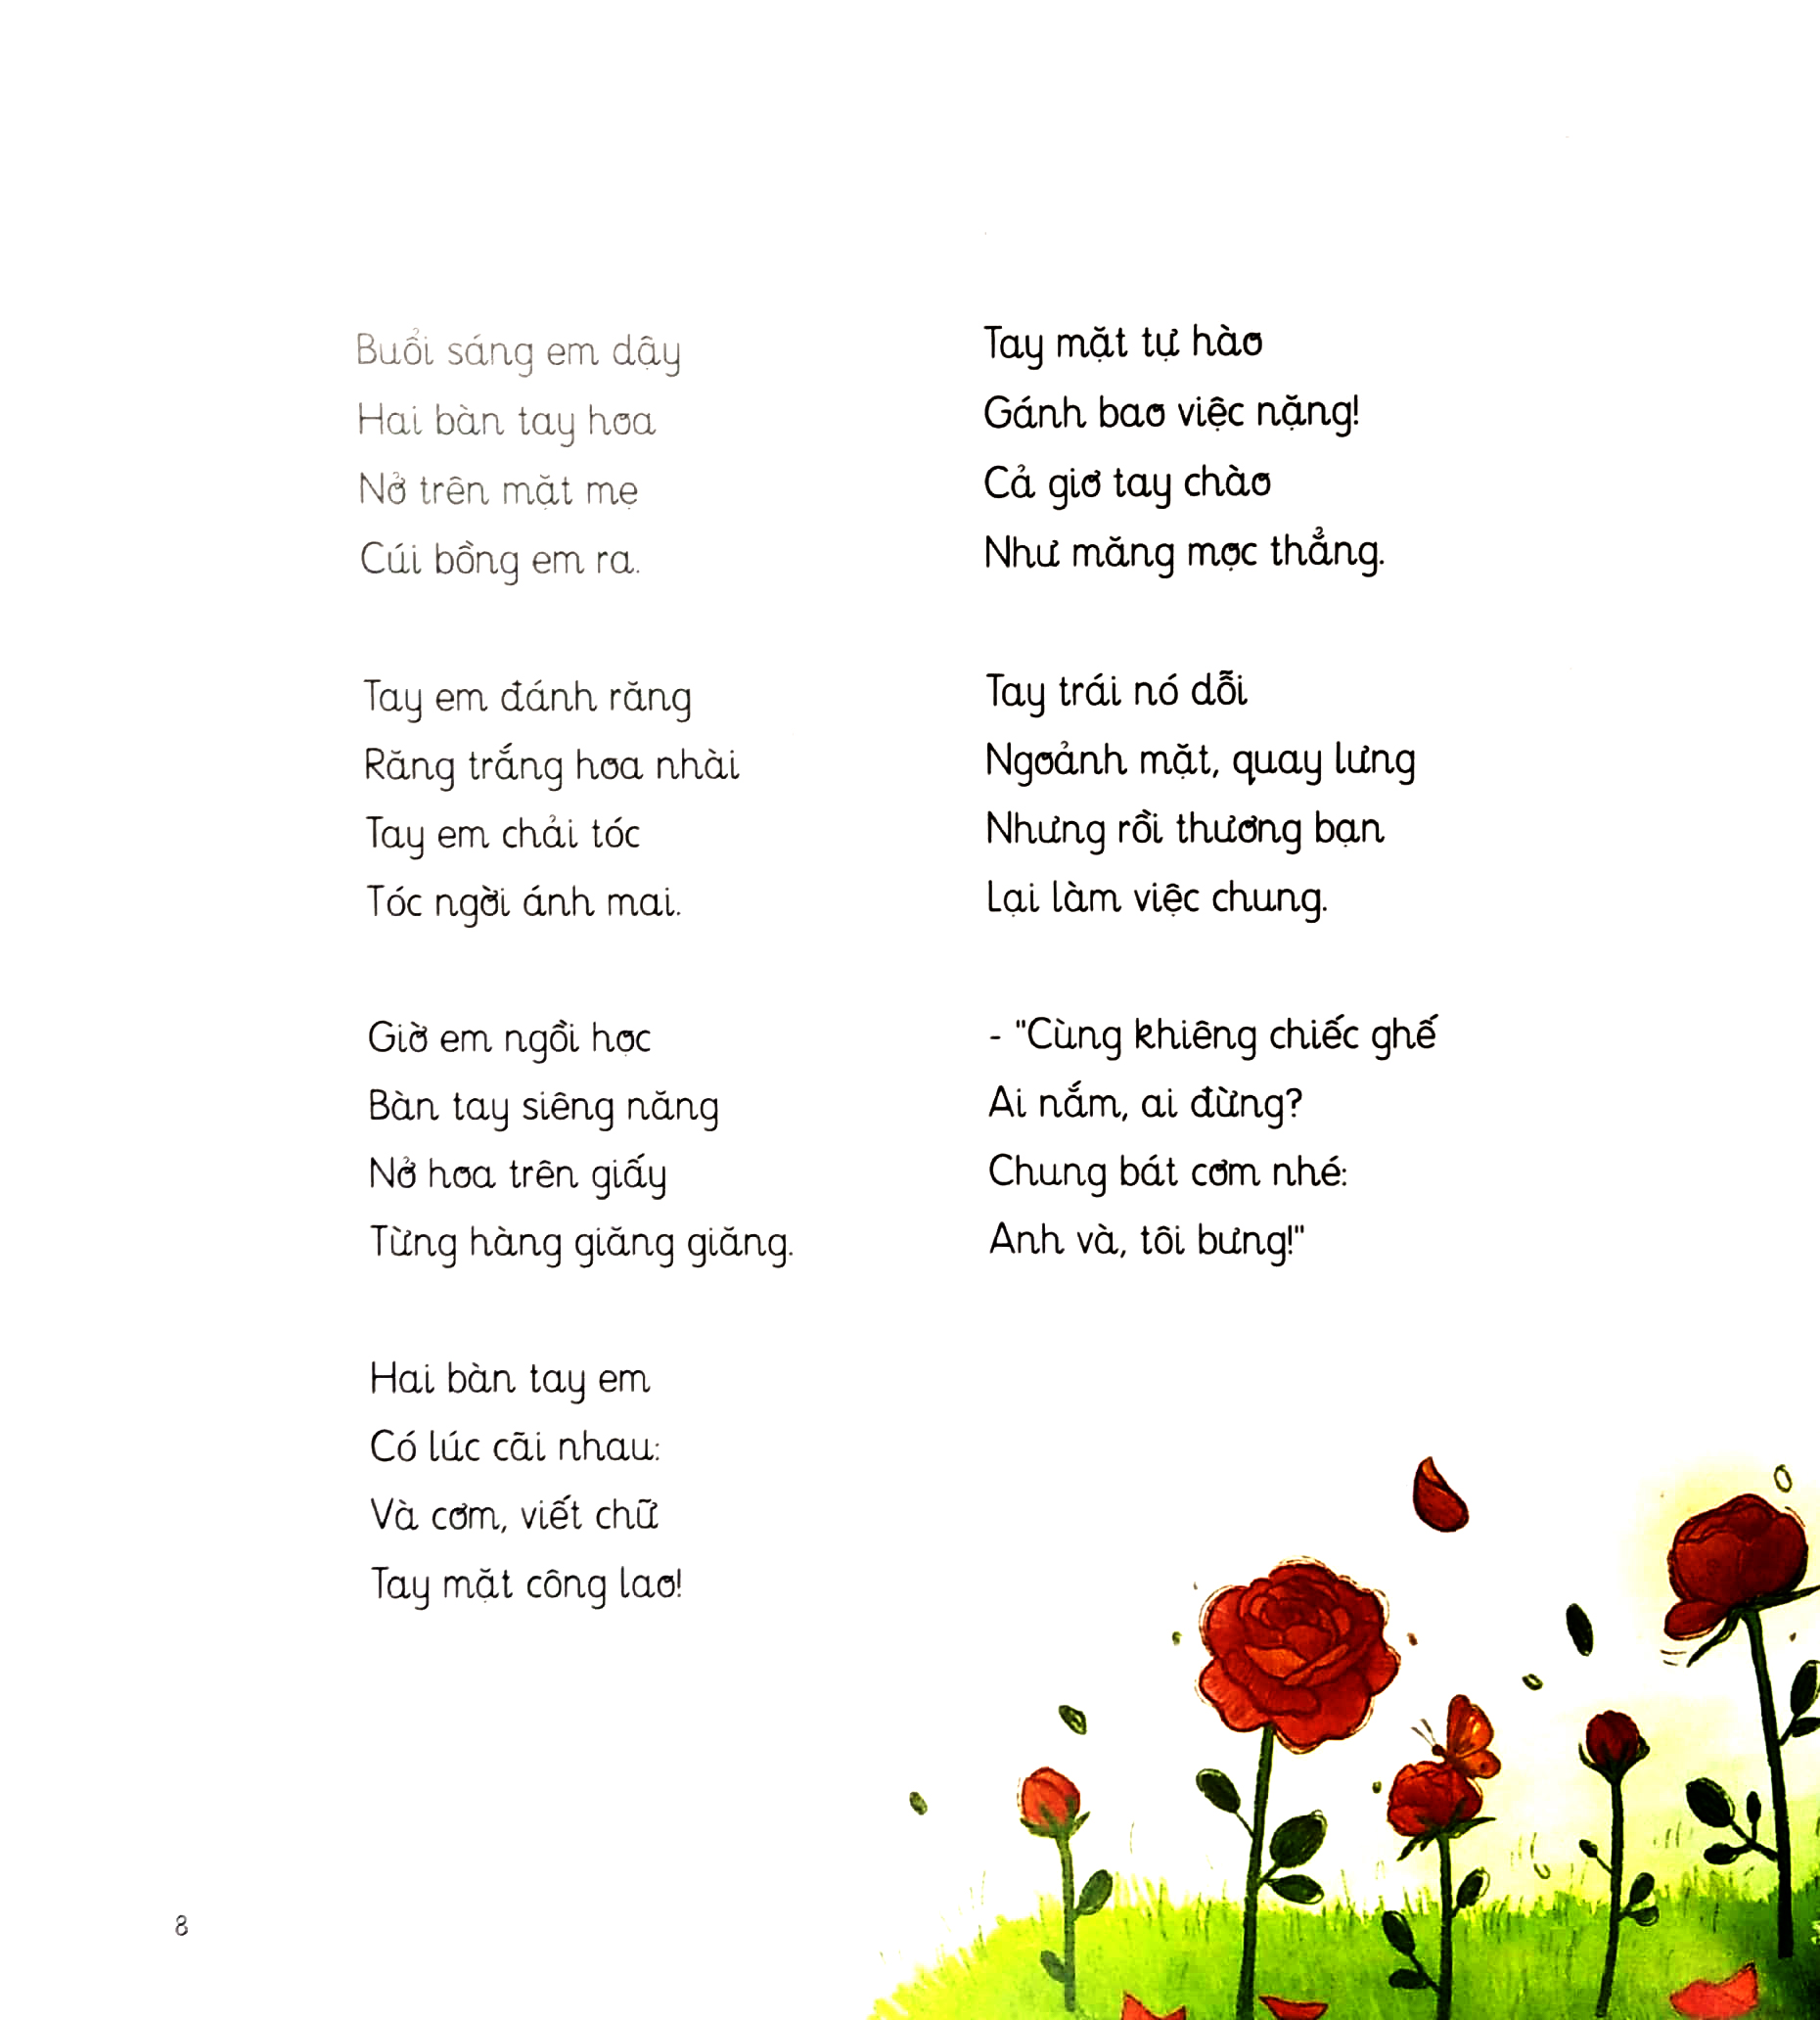 Buổi sáng em dậy
Hai bàn tay hoa
Nở trên mặt mẹ
Cúi bồng em ra.
Tay em đánh răng
Răng trắng hoa nhài
Tay em chải tóc
Tóc ngời ánh mai.
Giờ em ngồi học
Bàn tay siêng năng
Nở hoa trên giấy
Từng hàng giăng giăng.
Hai bàn tay em
Có lúc cãi nhau:
Và cơm, viết chữ
Tay mặt công lao!
Tay mặt tự hào
Gánh bao việc nặng!
Cả giơ tay chào
Như măng mọc thẳng.
Tay trái nó dỗi
Ngoảnh mặt, quay lưng
Nhưng rồi thương bạn
Lại làm việc chung.
- "Cùng khiêng chiếc ghế
Ai nắm, ai đừng?
Chung bát cơm nhé:
Anh và, tôi bưng!"
8